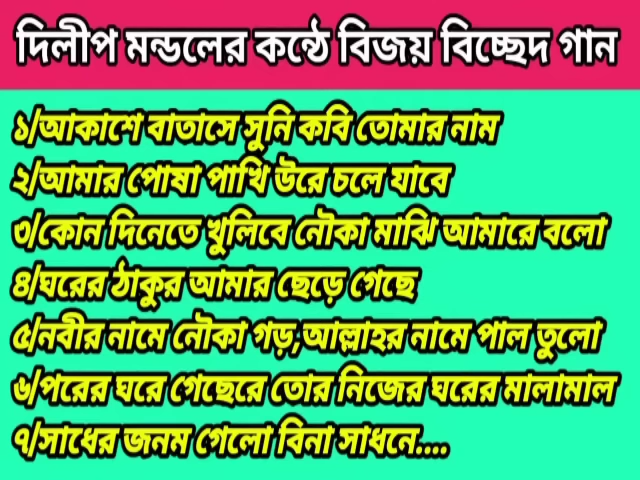 দিলীপ মন্ডলের কন্ঠে বিজয় বিচ্ছেদ গান
১/আকাশে বাতাসে সুনি কবি তোমার নাম
২/আমার পোষা পাখি উরে চলে যাবে
৩/কোন দিনেতে খুলিবে নৌকা মাঝি আমারে বলো
৪/ঘরের ঠাকুর আমার ছেড়ে গেছে
৫/নবীর নামে নৌকা গড়,আল্লাহর নামে পাল তুলো
৬/পরের ঘরে গেছেরে তোর নিজের ঘরের মালামাল
৭/সাধের জনম গেলো বিনা সাধনে....